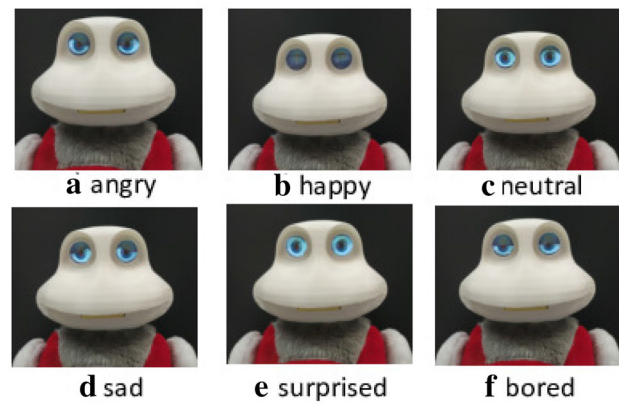 a angry
b happy
c neutral
d sad
e surprised
f bored